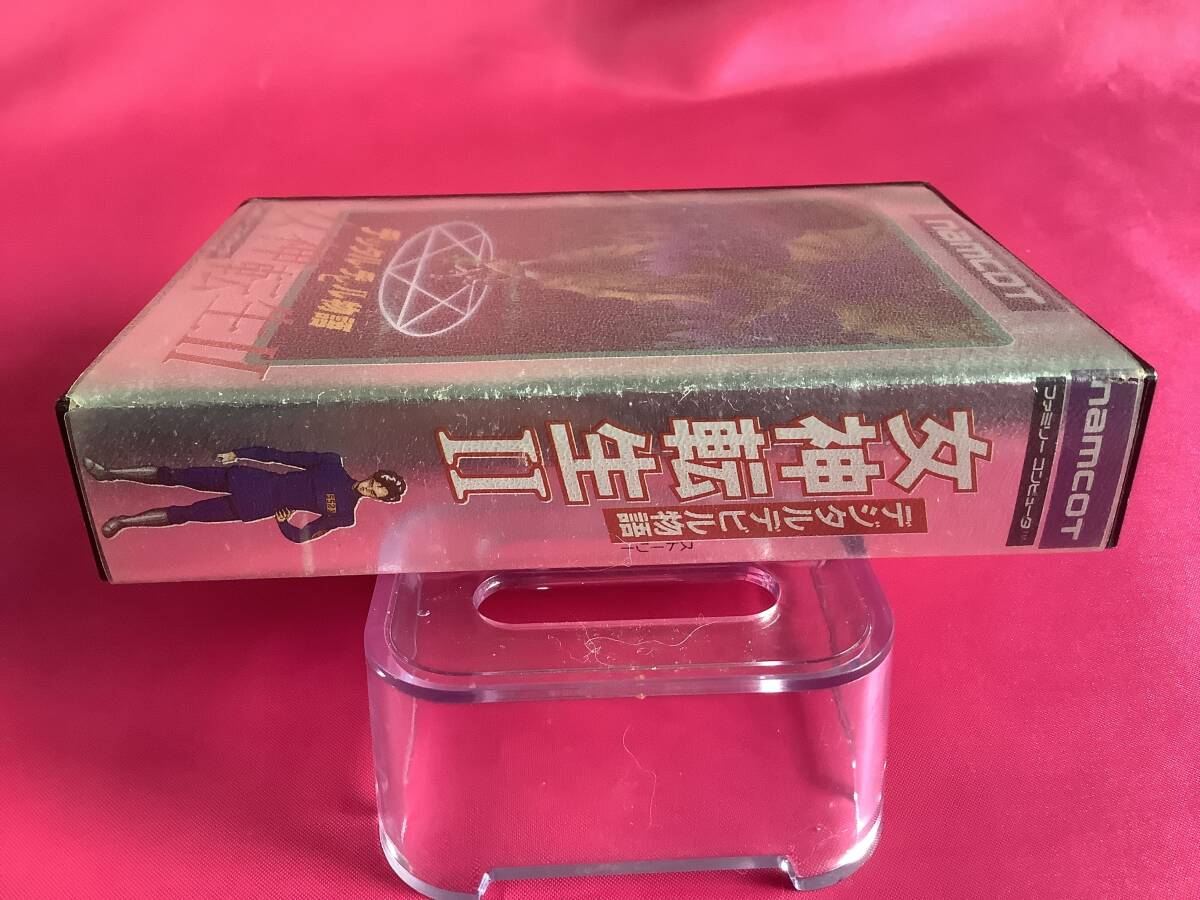 namcoT
デジタル・デビル物語
女神転生II
namcoT
ファミリー コンピュータ™
デジタル・デビル物語
ストーリー
女神転生II